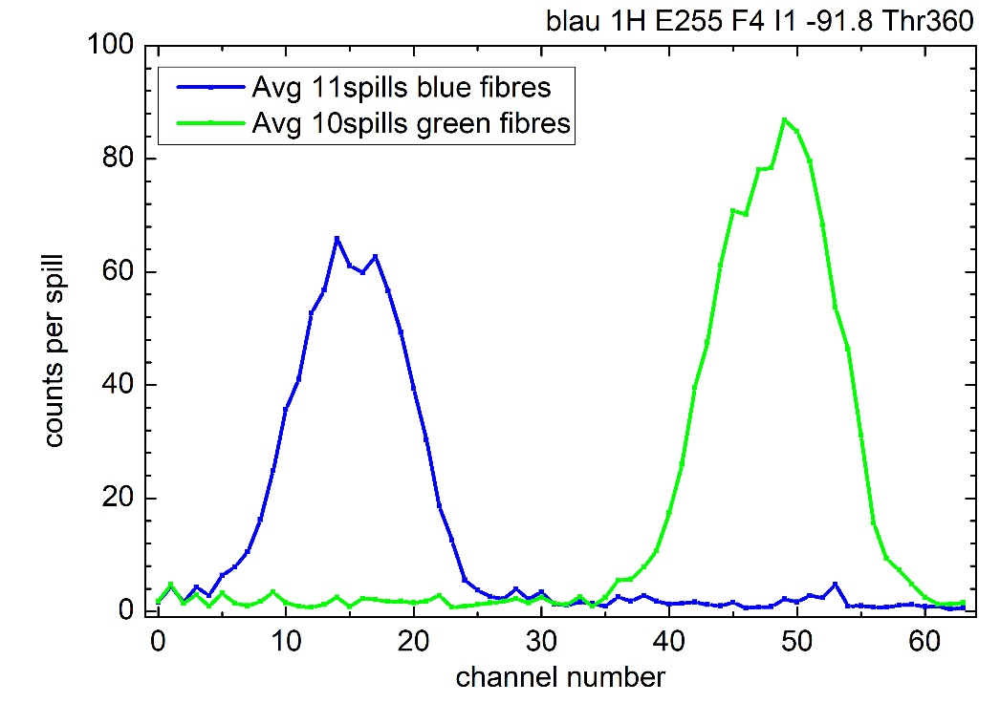 blau 1H E255 F4 I1 -91.8 Thr360
100
80
60
40
20
0
counts per spill
Avg 11spills blue fibres
Avg 10spills green fibres
0 10 20 30 40 50 60
channel number